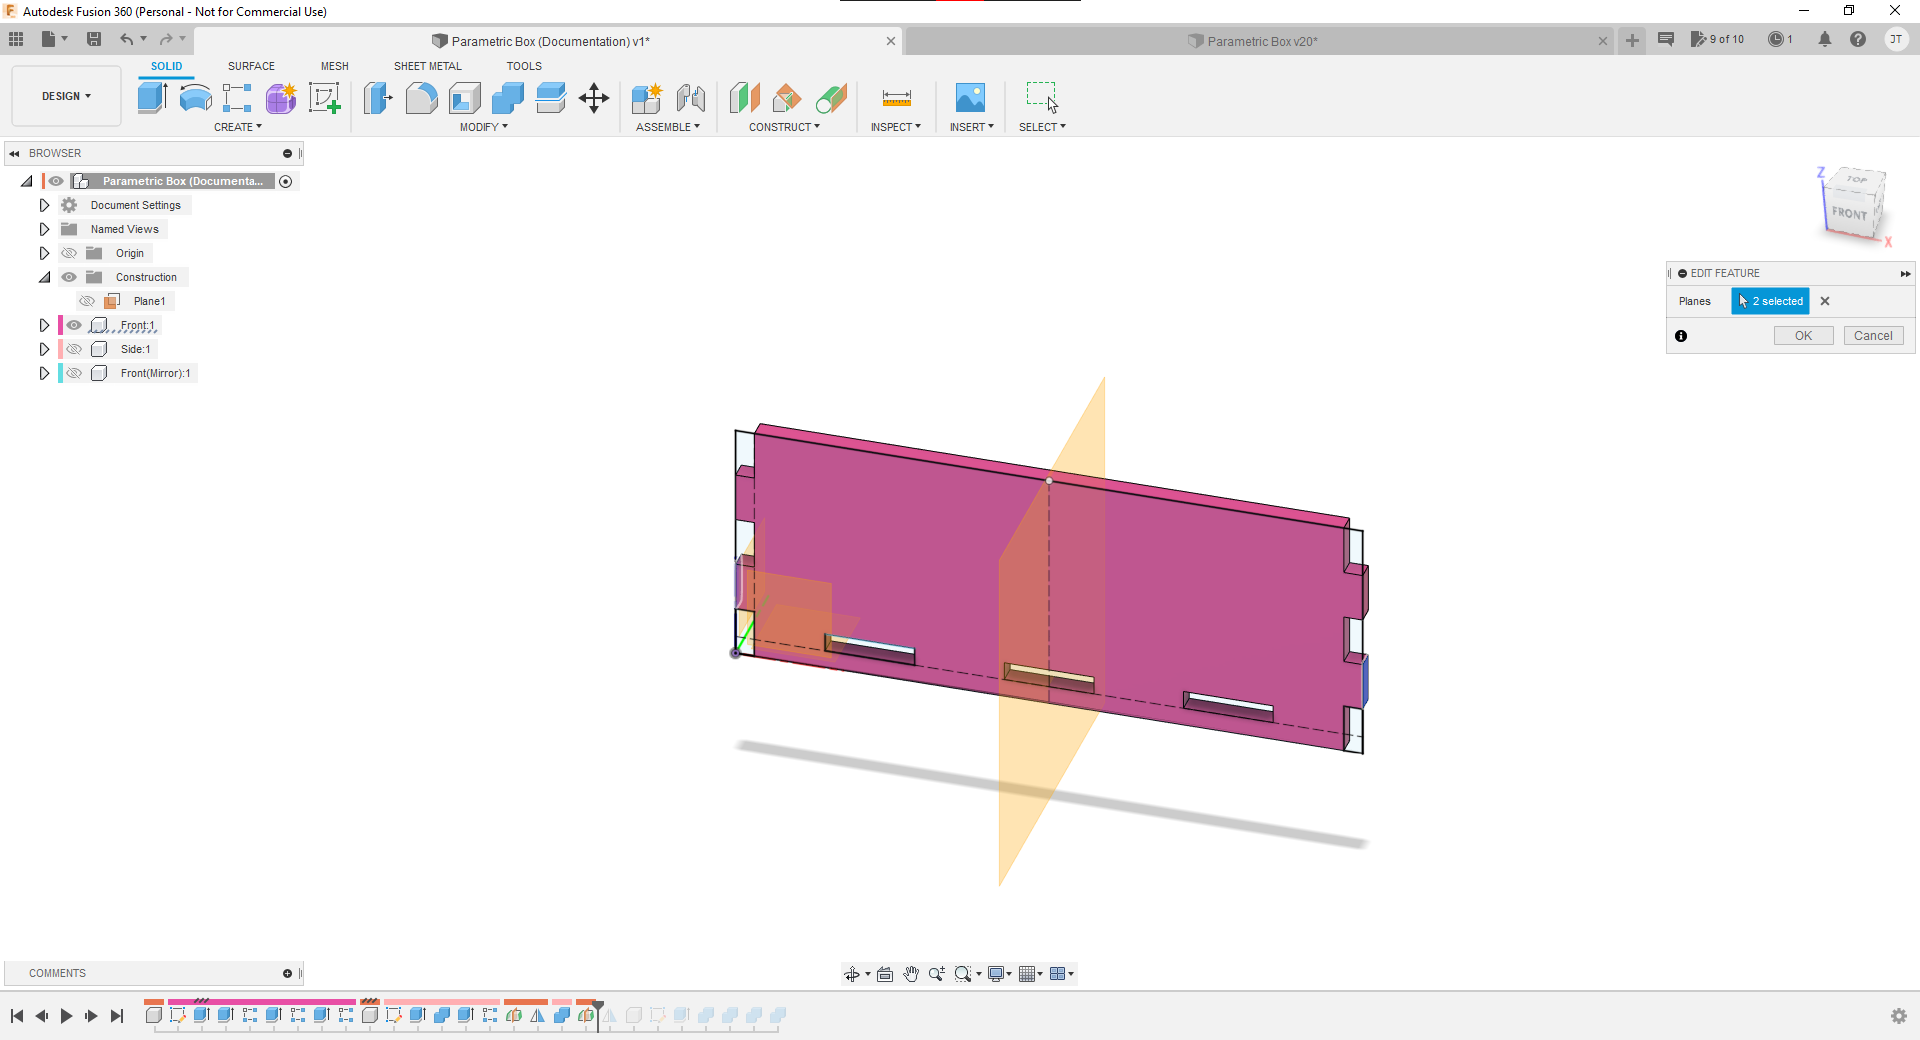 Autodesk Fusion 360 (Personal - Not for Commercial Use)
Parametric Box (Documentation) v1*
Parametric Box v20*
9 of 10
1
JT
SOLID
SURFACE
MESH
SHEET METAL
TOOLS
DESIGN
CREATE
MODIFY
ASSEMBLE
CONSTRUCT
INSPECT
INSERT
SELECT
BROWSER
Parametric Box (Documenta...
Document Settings
Named Views
Origin
Construction
Plane1
Front:1
Side:1
Front(Mirror):1
Z
TOP
FRONT
X
EDIT FEATURE
Planes
2 selected
OK
Cancel
COMMENTS